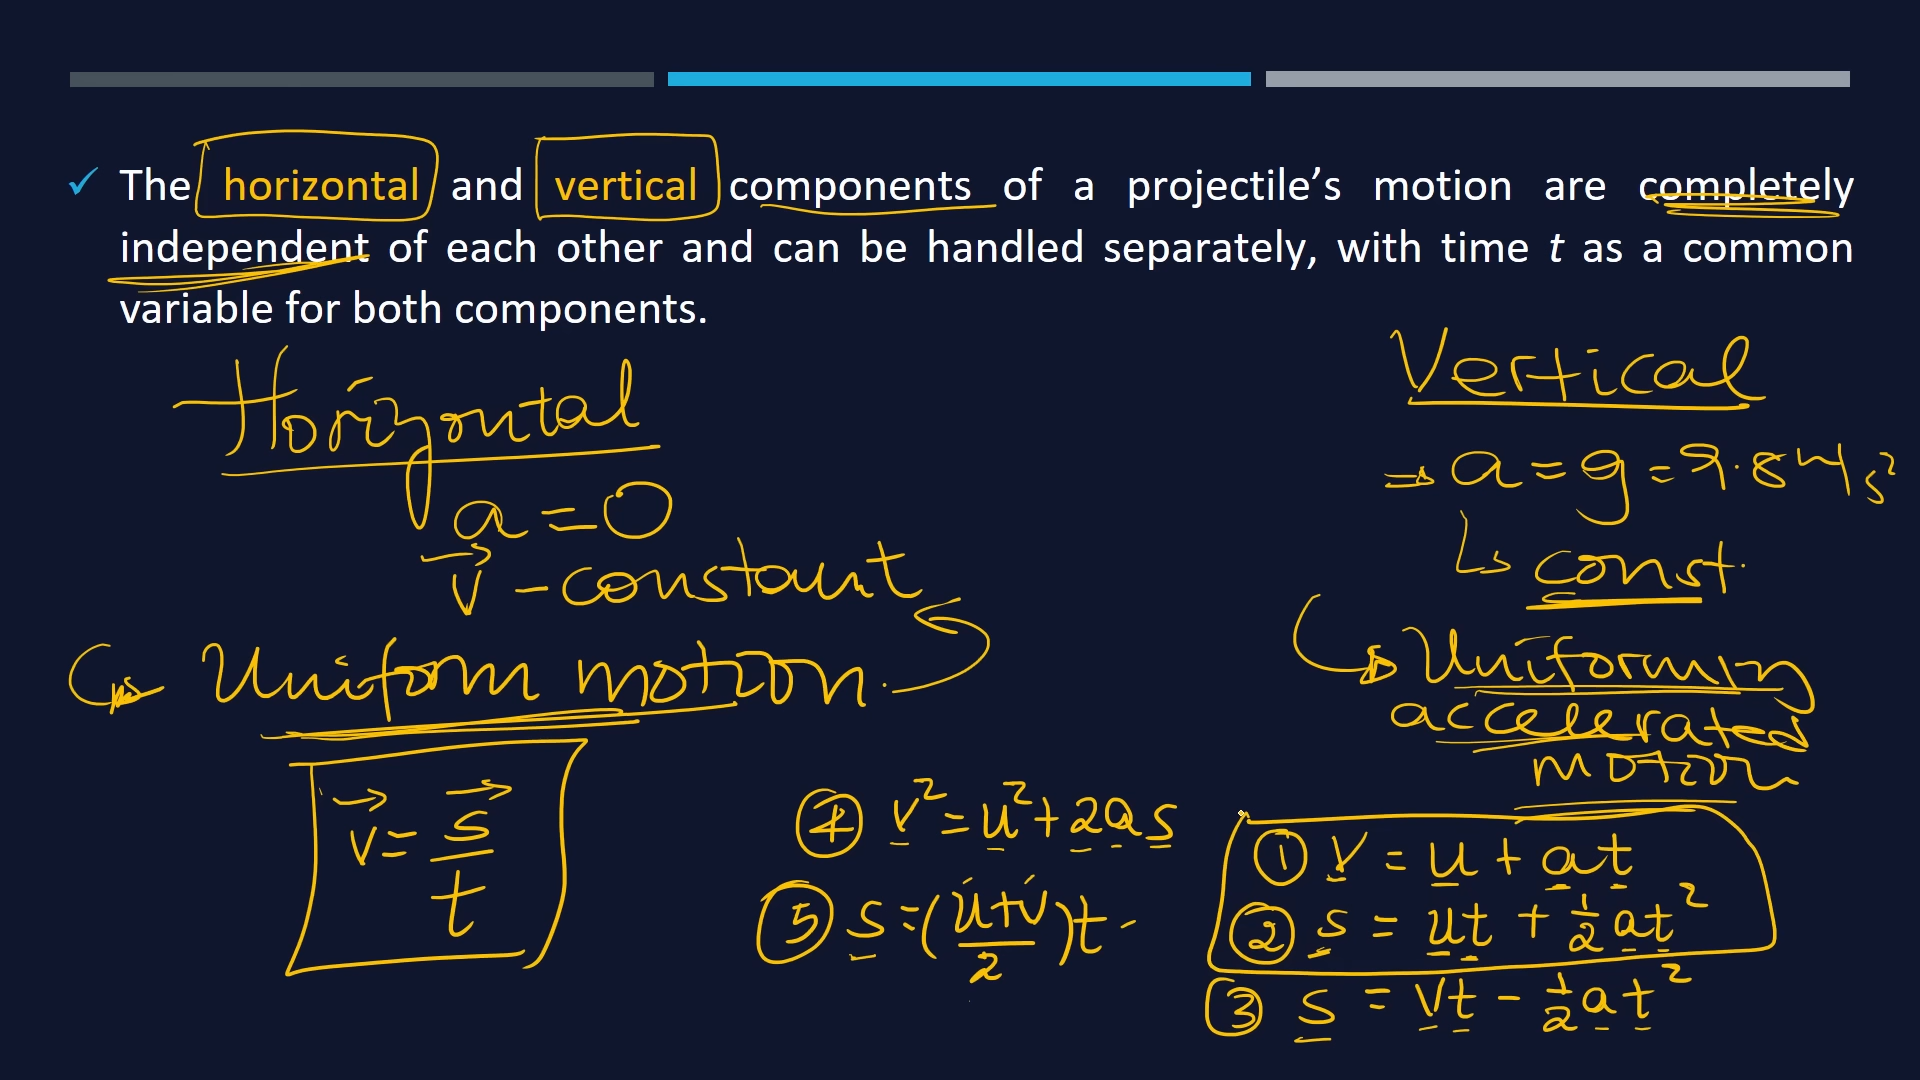 ✓ The horizontal and vertical components of a projectile’s motion are completely
independent of each other and can be handled separately, with time t as a common
variable for both components.
Horizontal
a = 0
v⃗ - constant
↳ Uniform motion.
v⃗ = s⃗/t
Vertical
⇒ a = g = 9.8 m/s²
↳ const.
↳ Uniformly
accelerated
motion
① v = u + at
② s = ut + ½at²
③ s = vt - ½at²
④ v² = u² + 2as
⑤ s = (u+v/2)t -